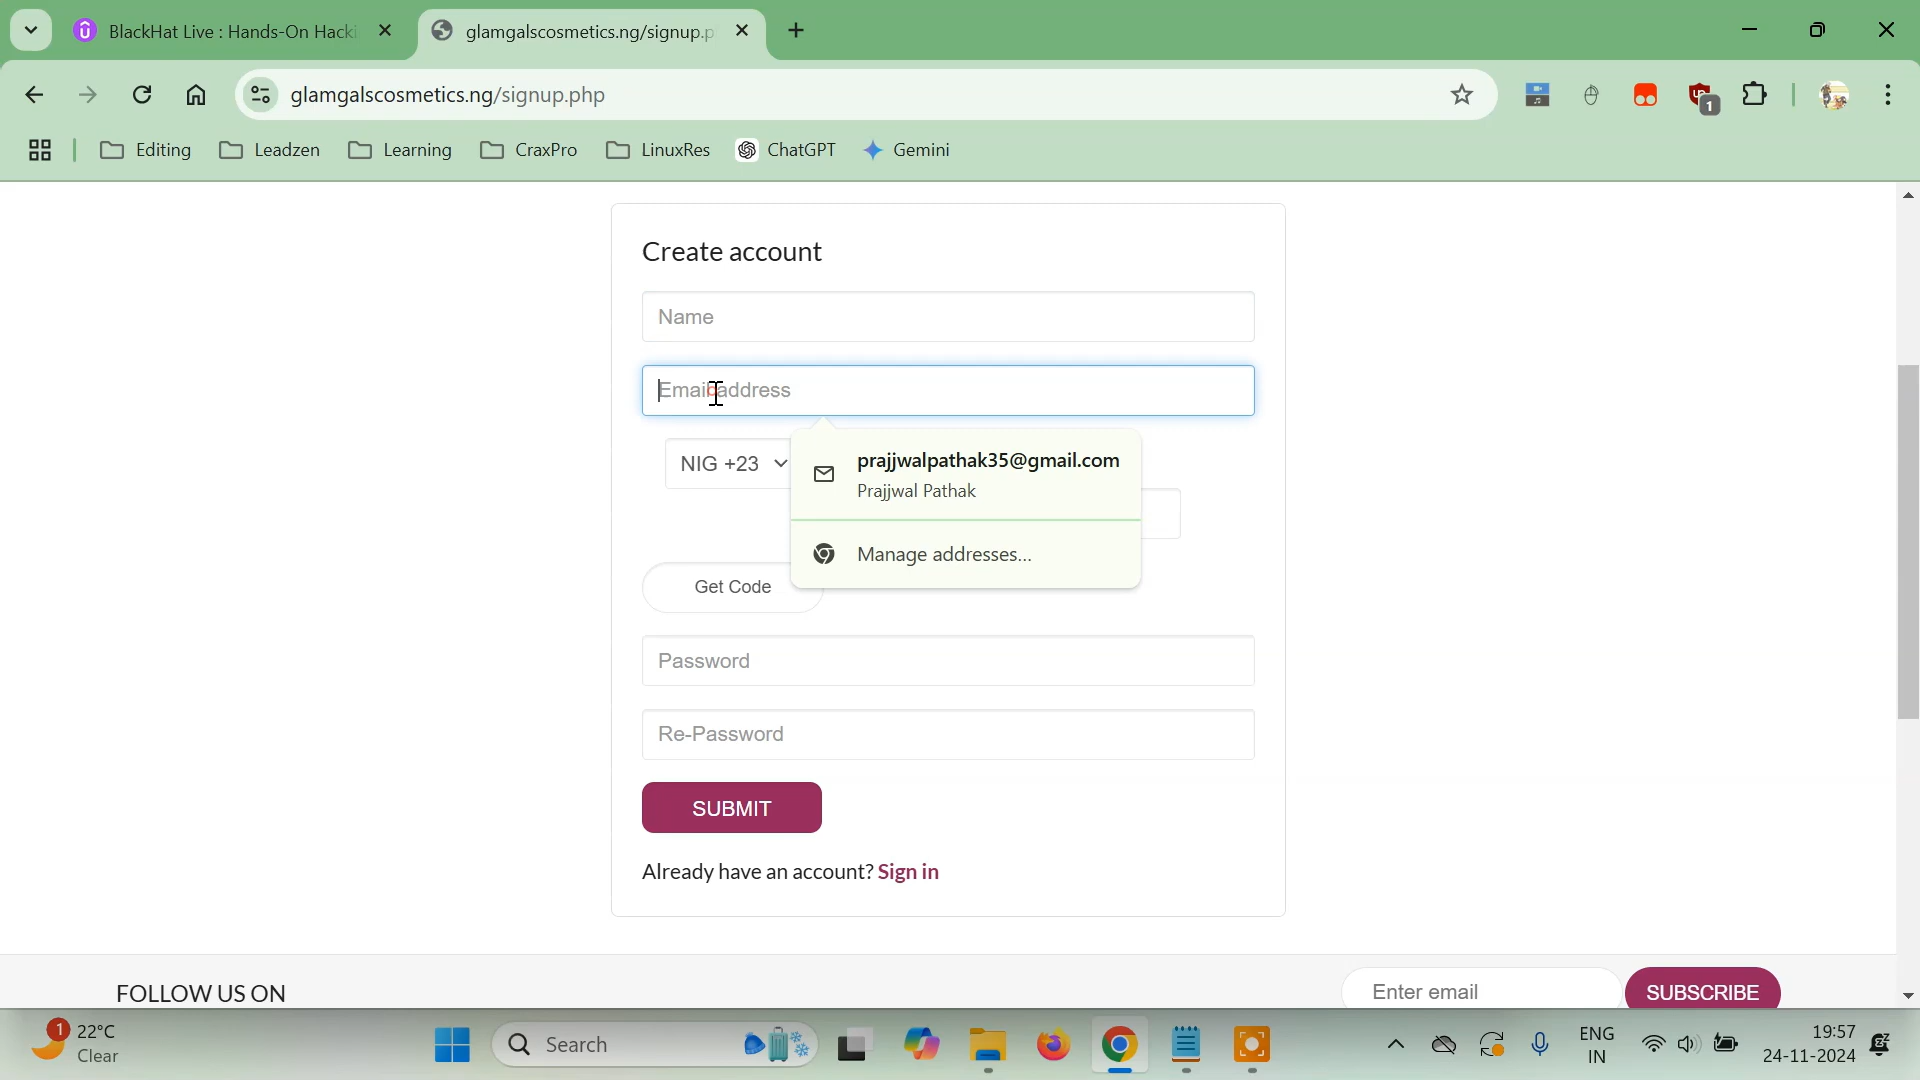 BlackHat Live : Hands-On Hacki
glamgalscosmetics.ng/signup.p
glamgalscosmetics.ng/signup.php
1
Editing
Leadzen
Learning
CraxPro
LinuxRes
ChatGPT
Gemini
Create account
Name
Email address
NIG +23
prajjwalpathak35@gmail.com
Prajjwal Pathak
Manage addresses...
Get Code
Password
Re-Password
SUBMIT
Already have an account? Sign in
FOLLOW US ON
Enter email
SUBSCRIBE
1
22°C
Clear
Search
ENG
IN
19:57
24-11-2024